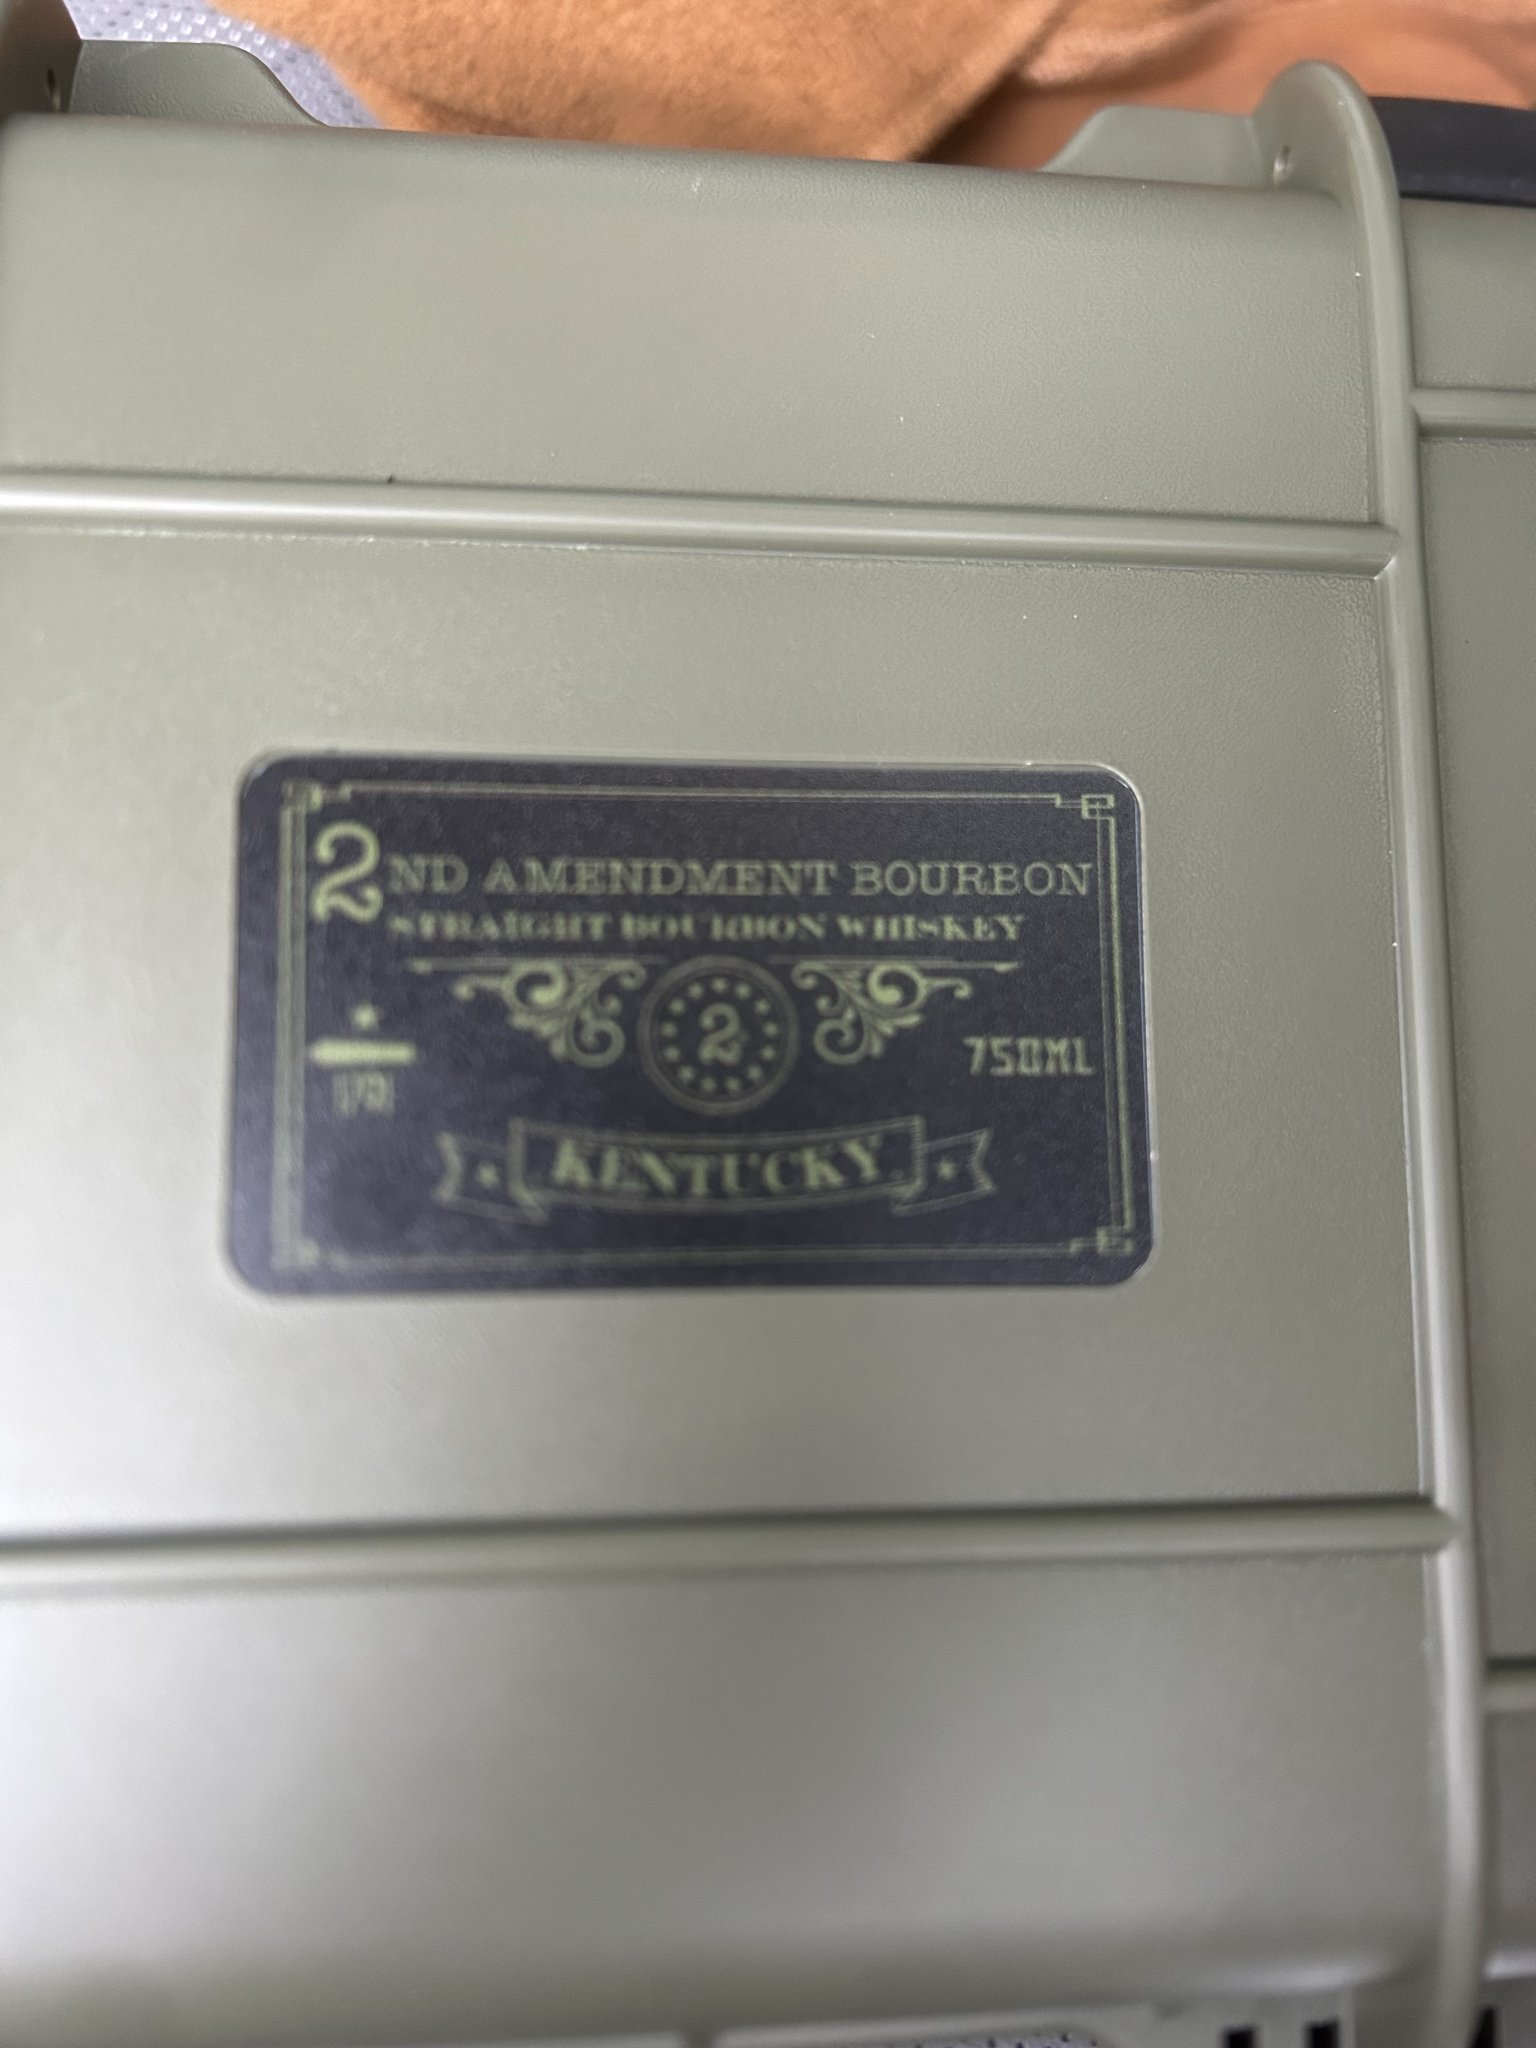 2ND AMENDMENT BOURBON
STRAIGHT BOURBON WHISKEY
2
750ML
KENTUCKY